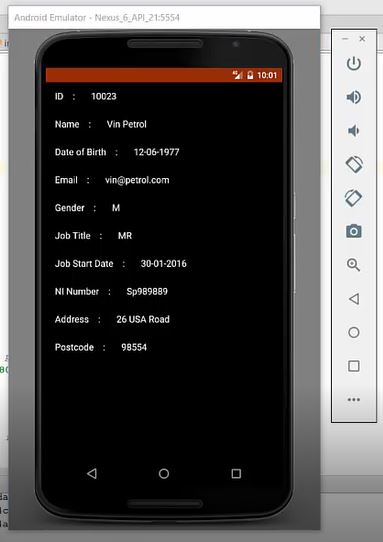 Android Emulator - Nexus_6_API_21:5554
10:01
ID : 10023
Name : Vin Petrol
Date of Birth : 12-06-1977
Email : vin@petrol.com
Gender : M
Job Title : MR
Job Start Date : 30-01-2016
NI Number : Sp989889
Address : 26 USA Road
Postcode : 98554